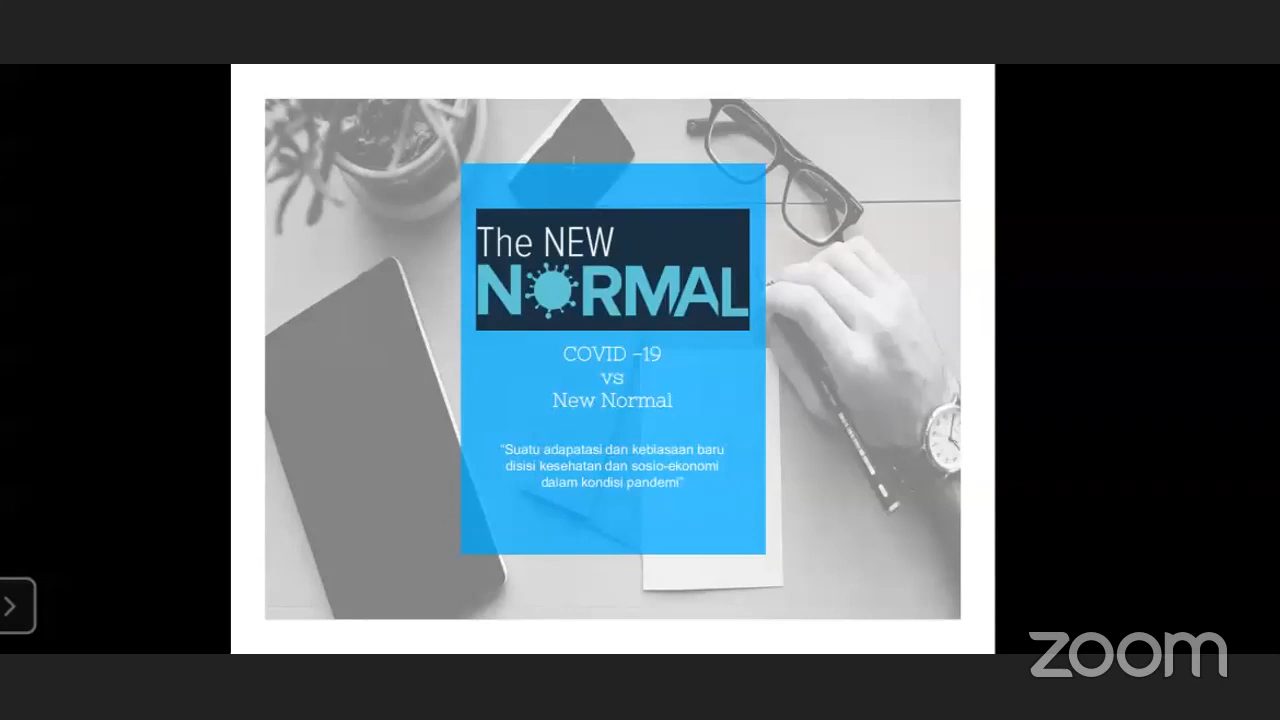 The NEW
NORMAL
COVID -19
vs
New Normal
"Suatu adapatasi dan kebiasaan baru
disisi kesehatan dan sosio-ekonomi
dalam kondisi pandemi"
zoom